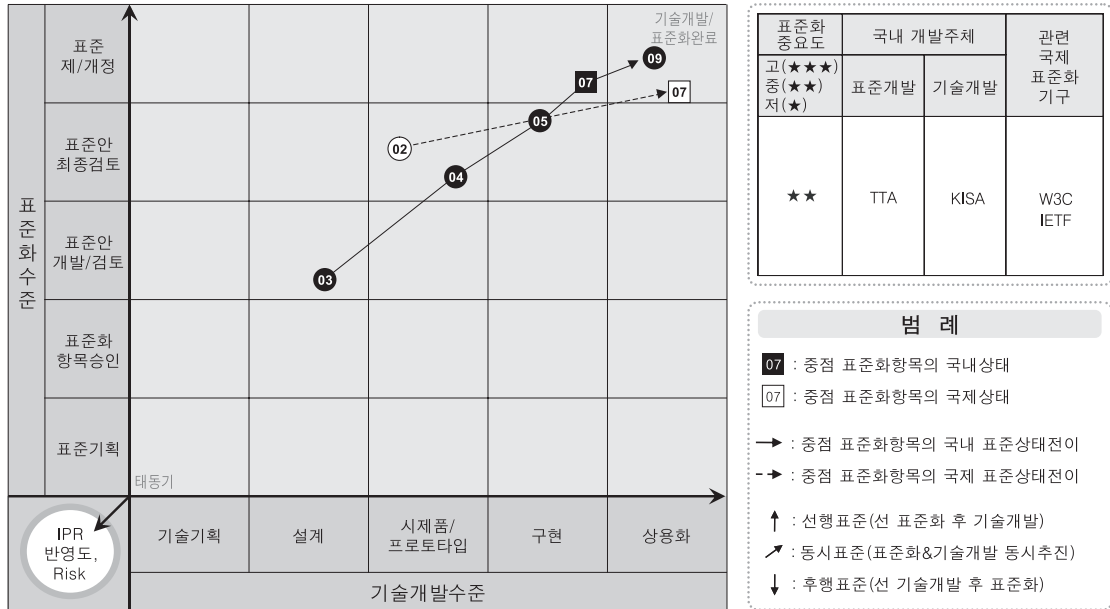 기술개발/
표준화완료
표준
제/개정
표준안
최종검토
표준안
개발/검토
표준화
항목승인
표준기획
표준화수준
09
07
07
05
02
04
03
태동기
IPR
반영도,
Risk
기술기획
설계
시제품/
프로토타입
구현
상용화
기술개발수준
표준화
중요도
국내 개발주체
관련
국제
표준화
기구
고(★★★)
중(★★)
저(★)
표준개발
기술개발
★★
TTA
KISA
W3C
IETF
범 례
07 : 중점 표준화항목의 국내상태
07 : 중점 표준화항목의 국제상태
: 중점 표준화항목의 국내 표준상태전이
: 중점 표준화항목의 국제 표준상태전이
: 선행표준(선 표준화 후 기술개발)
: 동시표준(표준화&기술개발 동시추진)
: 후행표준(선 기술개발 후 표준화)